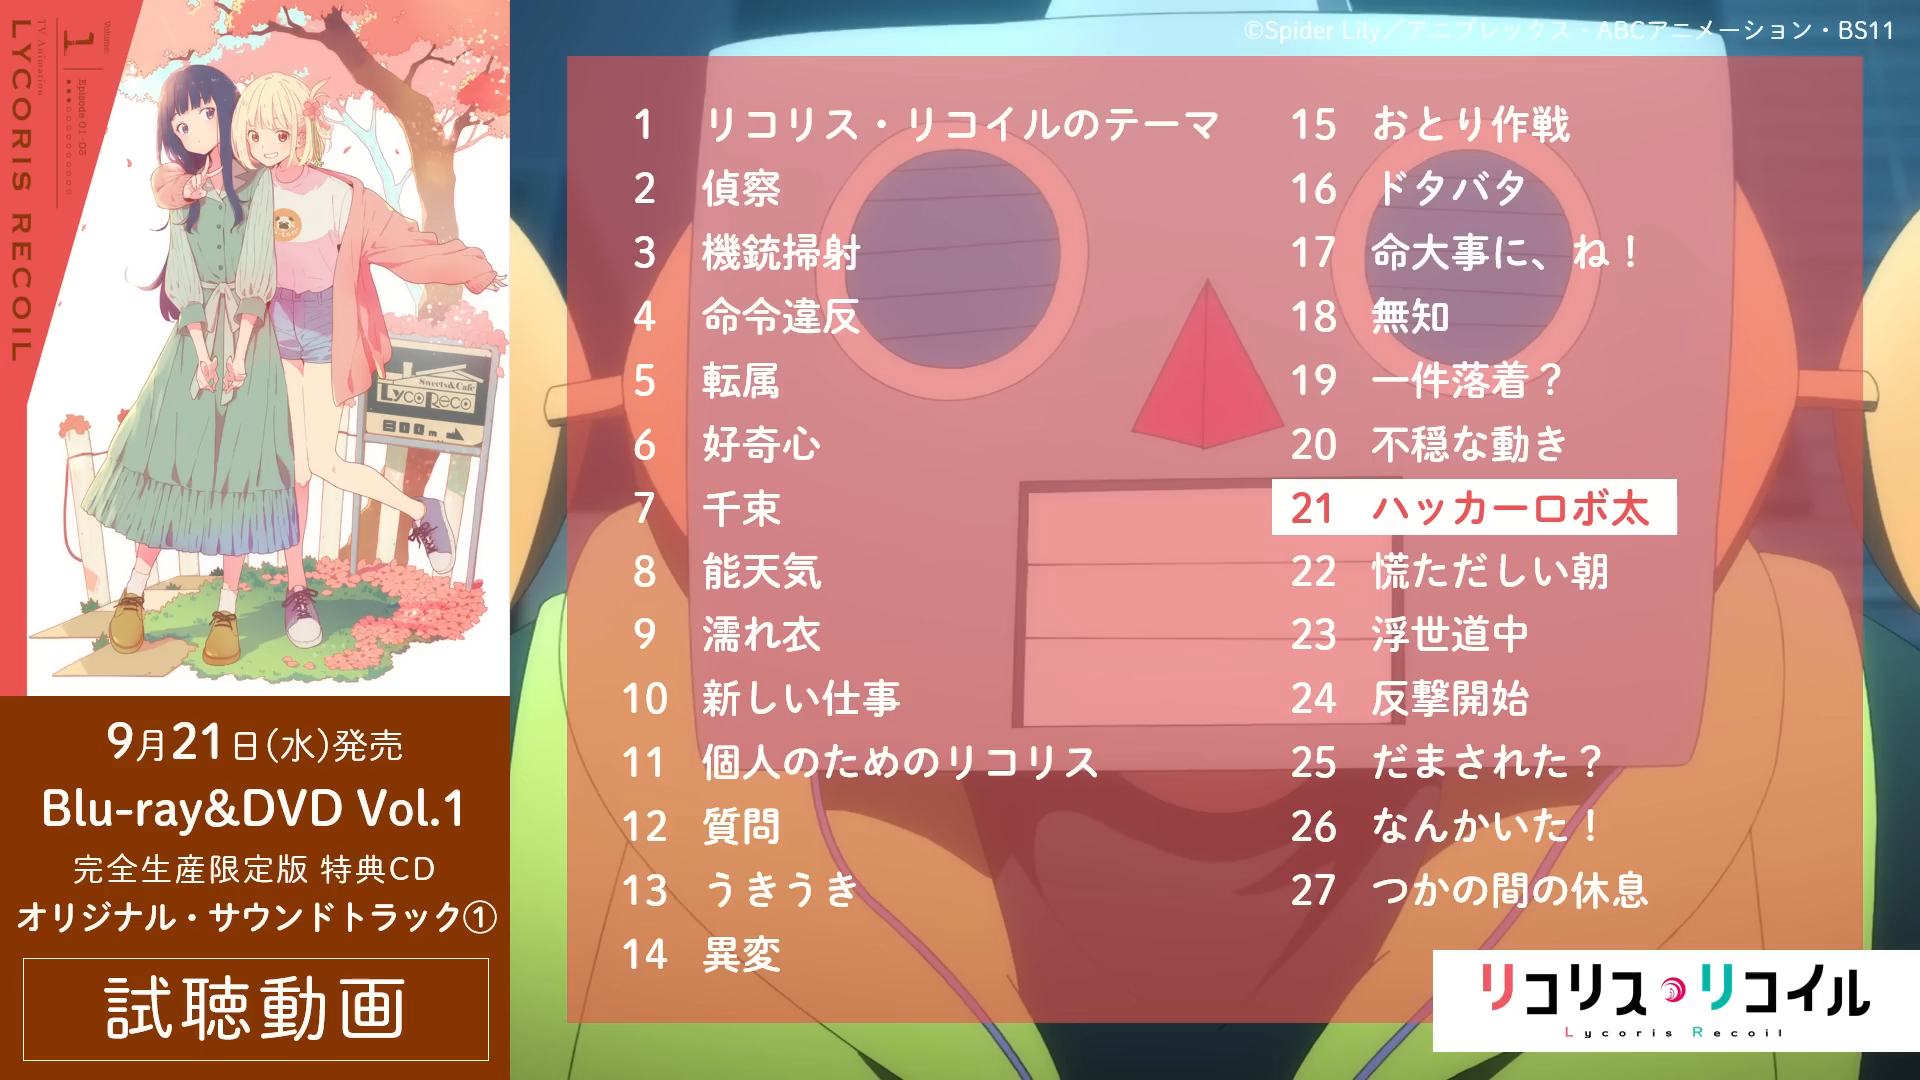 ©Spider Lily／アニプレックス・ABCアニメーション・BS11
Volume:
1
Episode 01-03
TV Animation
LYCORIS RECOIL
Sweets&Cafe
LycoReco
800m
9月21日(水)発売
Blu-ray&DVD Vol.1
完全生産限定版 特典CD
オリジナル・サウンドトラック①
試聴動画
1 リコリス・リコイルのテーマ
2 偵察
3 機銃掃射
4 命令違反
5 転属
6 好奇心
7 千束
8 能天気
9 濡れ衣
10 新しい仕事
11 個人のためのリコリス
12 質問
13 うきうき
14 異変
15 おとり作戦
16 ドタバタ
17 命大事に、ね！
18 無知
19 一件落着？
20 不穏な動き
21 ハッカーロボ太
22 慌ただしい朝
23 浮世道中
24 反撃開始
25 だまされた？
26 なんかいた！
27 つかの間の休息
リコリス・リコイル
Lycoris Recoil